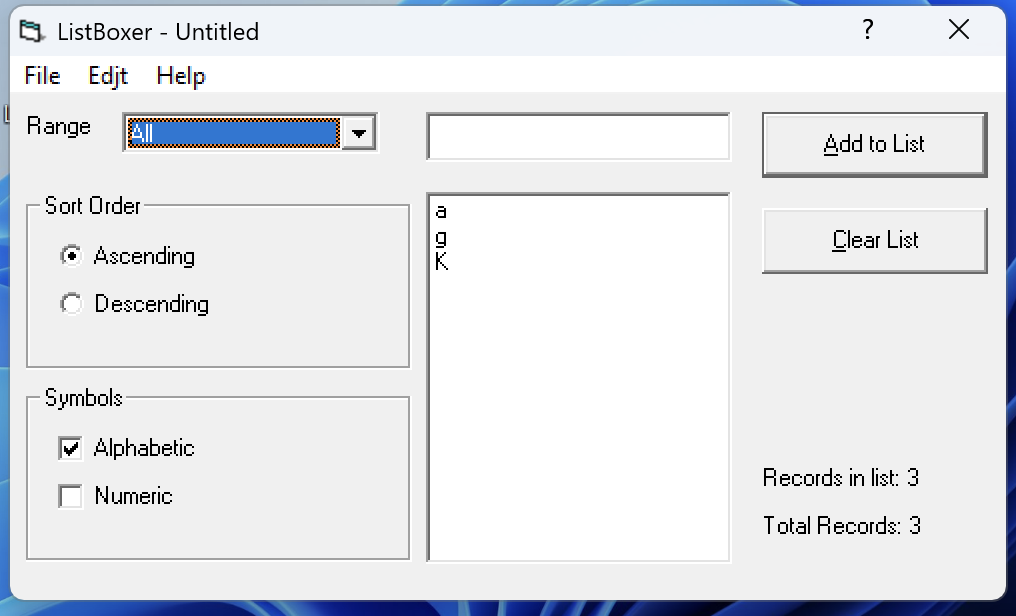 ListBoxer - Untitled
?
File Edjt Help
Range
All
Add to List
Sort Order
Ascending
Descending
a
g
K
Clear List
Symbols
Alphabetic
Numeric
Records in list: 3
Total Records: 3